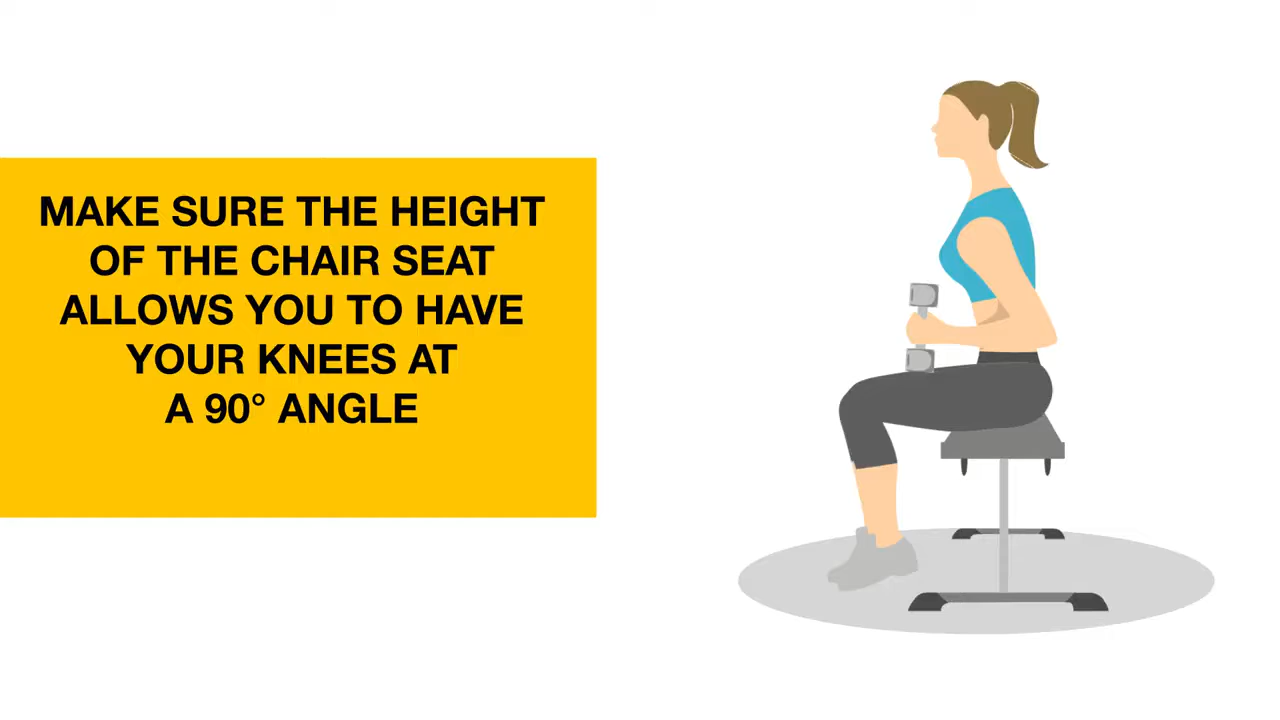 MAKE SURE THE HEIGHT
OF THE CHAIR SEAT
ALLOWS YOU TO HAVE
YOUR KNEES AT
A 90° ANGLE